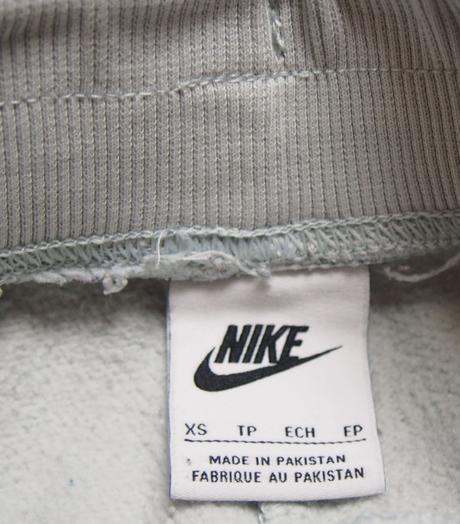 NIKE
XS TP ECH EP
MADE IN PAKISTAN
FABRIQUE AU PAKISTAN